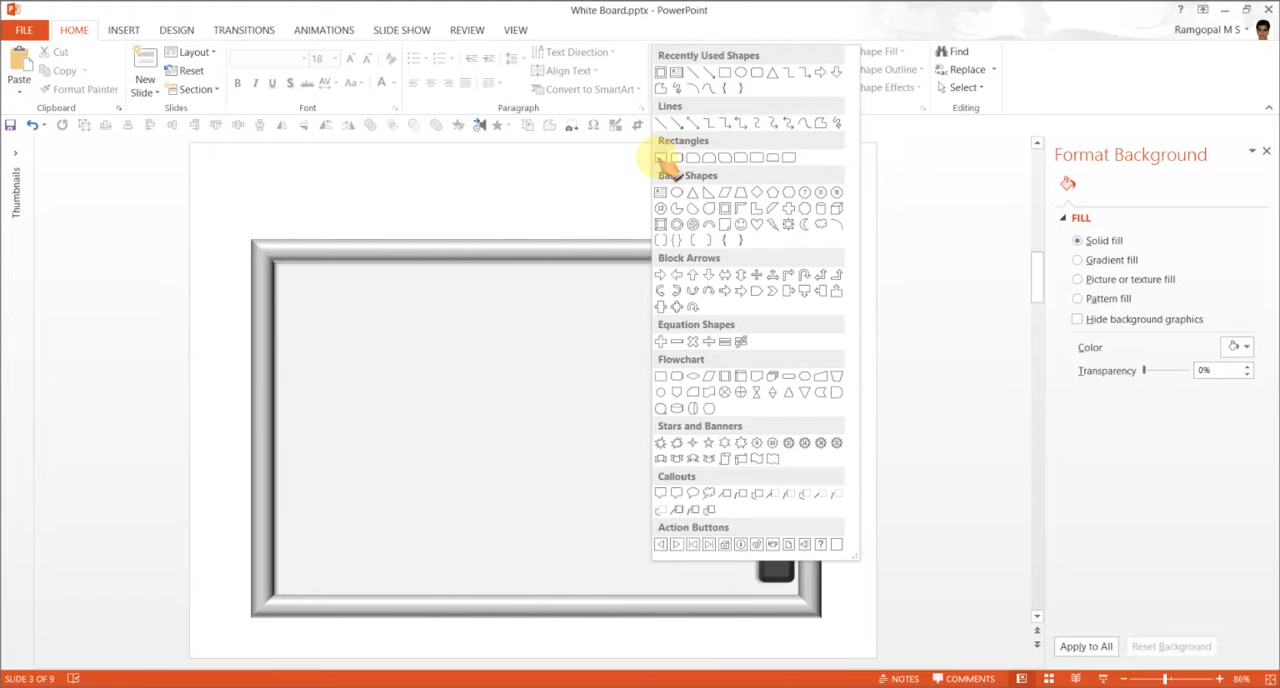 White Board.pptx - PowerPoint
Ramgopal M S
FILE HOME INSERT DESIGN TRANSITIONS ANIMATIONS SLIDE SHOW REVIEW VIEW
Paste
Cut
Copy
Format Painter
Clipboard
New
Slide
Layout
Reset
Section
Slides
18
B I U S abc AV Aa A
Font
Text Direction
Align Text
Convert to SmartArt
Paragraph
hape Fill
hape Outline
hape Effects
Find
Replace
Select
Editing
Thumbnails
Recently Used Shapes
Lines
Rectangles
Shapes
Block Arrows
Equation Shapes
Flowchart
Stars and Banners
Callouts
Action Buttons
Format Background
FILL
Solid fill
Gradient fill
Picture or texture fill
Pattern fill
Hide background graphics
Color
Transparency
0%
Apply to All
Reset Background
SLIDE 3 OF 9
NOTES
COMMENTS
86%